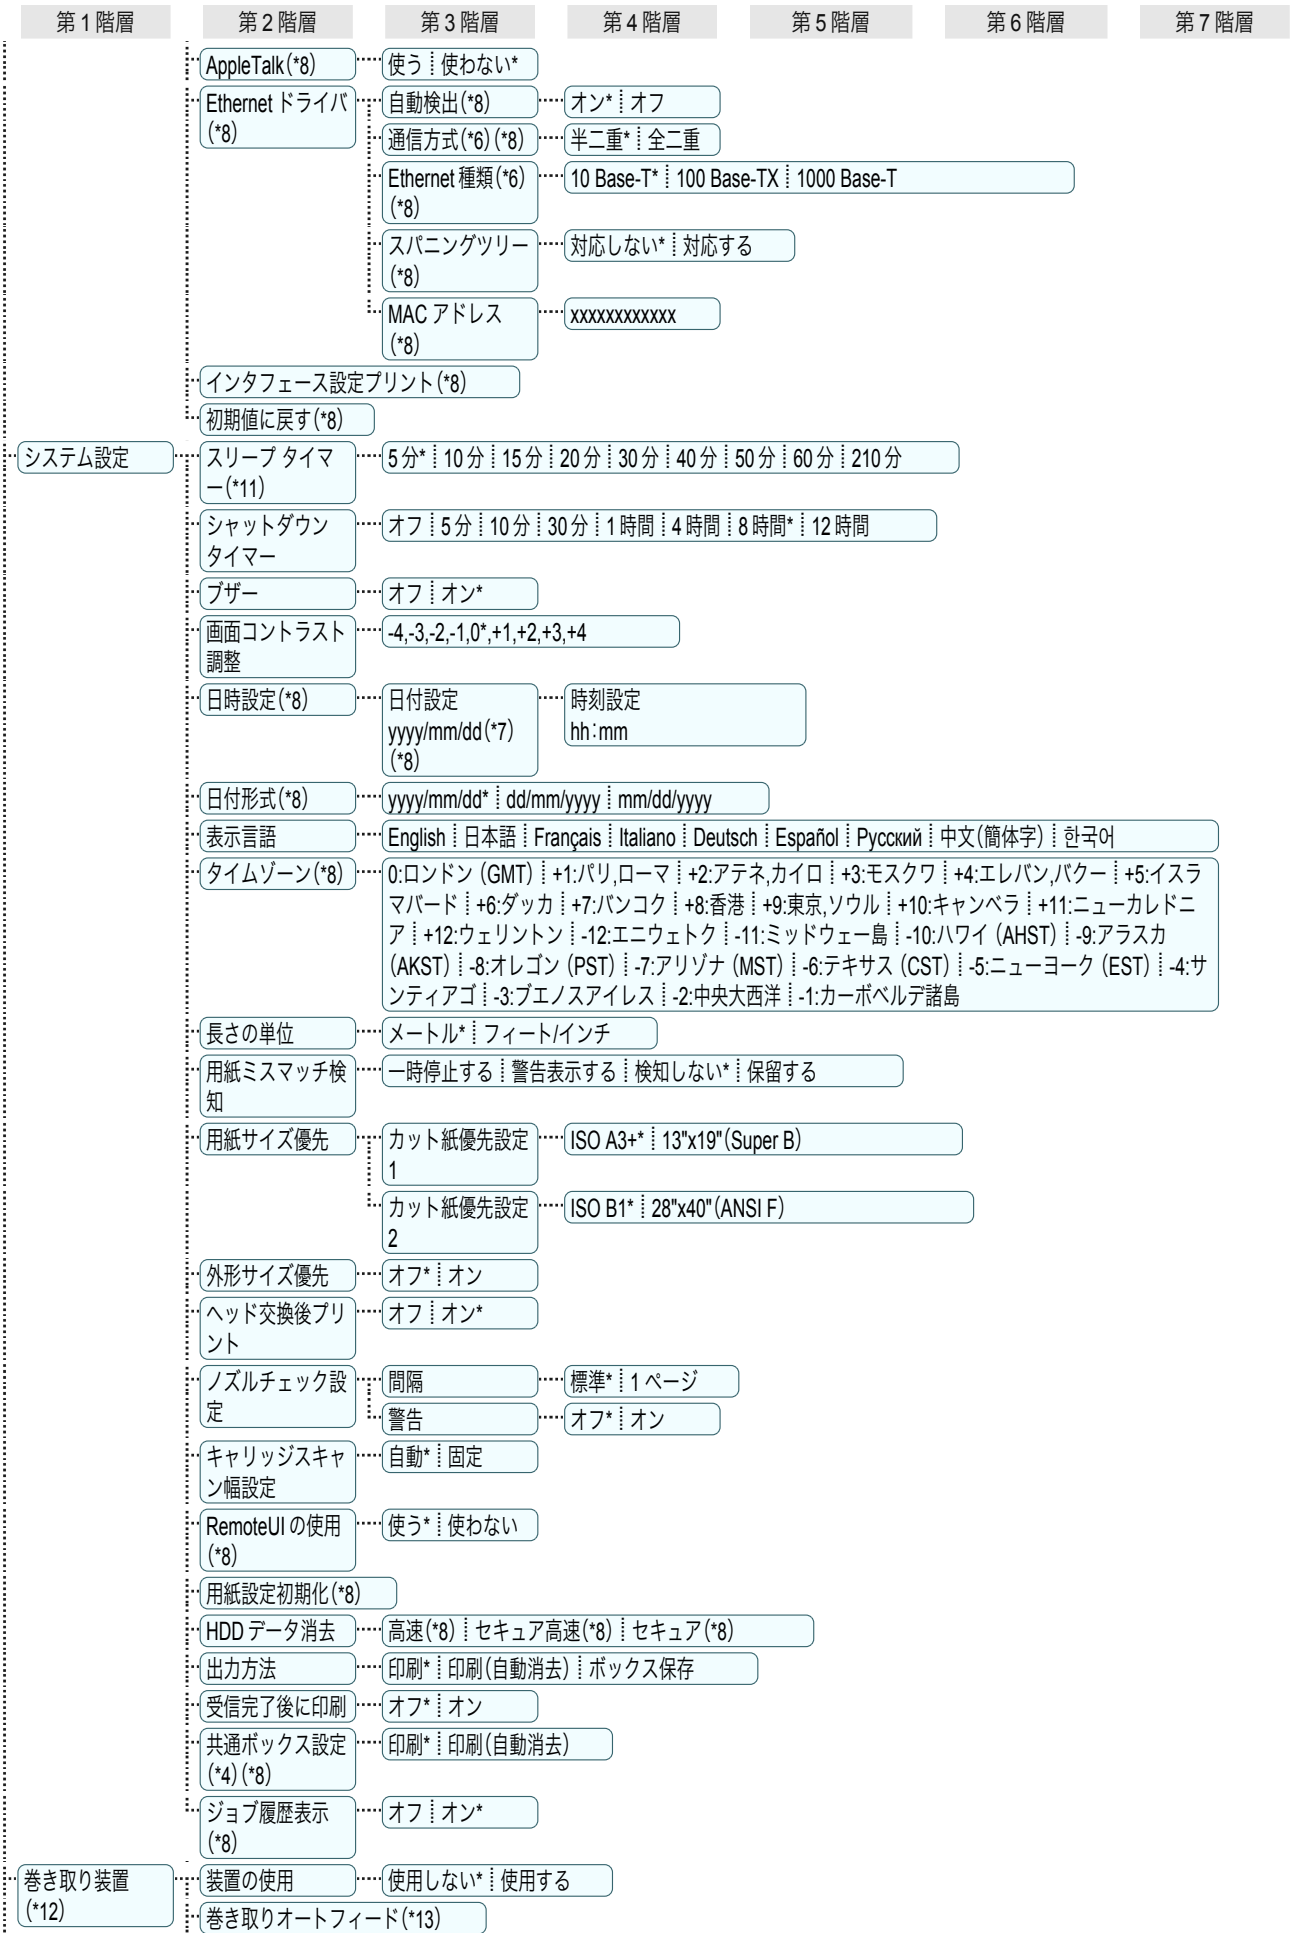 第1階層 第2階層 第3階層 第4階層 第5階層 第6階層 第7階層
AppleTalk(*8) 使う 使わない*
Ethernet ドライバ 自動検出(*8) オン* オフ
(*8)
通信方式(*6)(*8) 半二重* 全二重
Ethernet 種類(*6) 10 Base-T* 100 Base-TX 1000 Base-T
(*8)
スパニングツリー 対応しない* 対応する
(*8)
MAC アドレス xxxxxxxxxxxx
(*8)
インタフェース設定プリント(*8)
初期値に戻す(*8)
システム設定 スリープ タイマ 5分* 10分 15分 20分 30分 40分 50分 60分 210分
ー(*11)
シャットダウン オフ 5分 10分 30分 1時間 4時間 8時間* 12時間
タイマー
ブザー オフ オン*
画面コントラスト -4,-3,-2,-1,0*,+1,+2,+3,+4
調整
日時設定(*8) 日付設定 時刻設定
yyyy/mm/dd(*7) hh:mm
(*8)
日付形式(*8) yyyy/mm/dd* dd/mm/yyyy mm/dd/yyyy
表示言語 English 日本語 Français Italiano Deutsch Español Русский 中文(簡体字) 한국어
タイムゾーン(*8) 0:ロンドン (GMT) +1:パリ,ローマ +2:アテネ,カイロ +3:モスクワ +4:エレバン,バクー +5:イスラ
マバード +6:ダッカ +7:バンコク +8:香港 +9:東京,ソウル +10:キャンベラ +11:ニューカレドニ
ア +12:ウェリントン -12:エニウェトク -11:ミッドウェー島 -10:ハワイ (AHST) -9:アラスカ
(AKST) -8:オレゴン (PST) -7:アリゾナ (MST) -6:テキサス (CST) -5:ニューヨーク (EST) -4:サ
ンティアゴ -3:ブエノスアイレス -2:中央大西洋 -1:カーボベルデ諸島
長さの単位 メートル* フィート/インチ
用紙ミスマッチ検 一時停止する 警告表示する 検知しない* 保留する
知
用紙サイズ優先 カット紙優先設定 ISO A3+* 13"x19"(Super B)
1
カット紙優先設定 ISO B1* 28"x40"(ANSI F)
2
外形サイズ優先 オフ* オン
ヘッド交換後プリ オフ オン*
ント
ノズルチェック設 間隔 標準* 1ページ
定
警告 オフ* オン
キャリッジスキャ 自動* 固定
ン幅設定
RemoteUI の使用 使う* 使わない
(*8)
用紙設定初期化(*8)
HDD データ消去 高速(*8) セキュア高速(*8) セキュア(*8)
出力方法 印刷* 印刷(自動消去) ボックス保存
受信完了後に印刷 オフ* オン
共通ボックス設定 印刷* 印刷(自動消去)
(*4)(*8)
ジョブ履歴表示 オフ オン*
(*8)
巻き取り装置 装置の使用 使用しない* 使用する
(*12)
巻き取りオートフィード(*13)